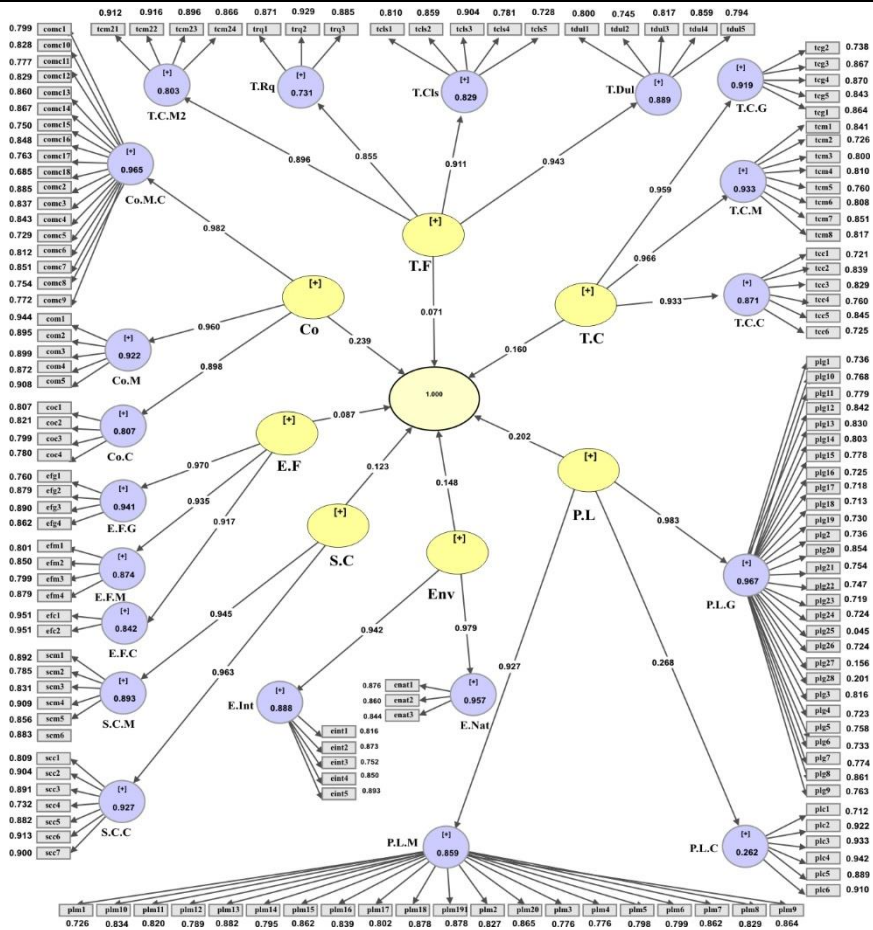 0.912 0.916 0.896 0.866 0.871 0.929 0.885 0.810 0.859 0.904 0.781 0.728 0.800 0.745 0.817 0.859 0.794
tcm21 tcm22 tcm23 tcm24 trq1 trq2 trq3 tcls1 tcls2 tcls3 tcls4 tcls5 tdul1 tdul2 tdul3 tdul4 tdul5
0.799 comc1
0.828 comc10
0.777 comc11
0.829 comc12
0.860 comc13
0.867 comc14
0.750 comc15
0.848 comc16
0.763 comc17
0.685 comc18
0.885 comc2
0.837 comc3
0.843 comc4
0.729 comc5
0.812 comc6
0.851 comc7
0.754 comc8
0.772 comc9
[+]
0.965
Co.M.C
[+]
0.803
T.C.M2
[+]
0.731
T.Rq
[+]
0.829
T.Cls
[+]
0.889
T.Dul
[+]
0.919
T.C.G
tcg2 0.738
tcg3 0.867
tcg4 0.870
tcg5 0.843
tcg1 0.864
[+]
0.933
T.C.M
tcm1 0.841
tcm2 0.726
tcm3 0.800
tcm4 0.810
tcm5 0.760
tcm6 0.808
tcm7 0.851
tcm8 0.817
[+]
0.871
T.C.C
tcc1 0.721
tcc2 0.839
tcc3 0.829
tcc4 0.760
tcc5 0.845
tcc6 0.725
0.896
0.855
0.911
0.943
[+]
T.F
0.071
0.959
0.966
0.933
[+]
T.C
0.160
0.982
0.960
0.898
[+]
Co
0.239
0.944 com1
0.895 com2
0.899 com3
0.872 com4
0.908 com5
[+]
0.922
Co.M
0.807 coc1
0.821 coc2
0.799 coc3
0.780 coc4
[+]
0.807
Co.C
1.000
[+]
E.F
0.087
0.970
0.935
0.917
0.760 efg1
0.879 efg2
0.890 efg3
0.862 efg4
[+]
0.941
E.F.G
0.801 efm1
0.850 efm2
0.799 efm3
0.879 efm4
[+]
0.874
E.F.M
0.951 efc1
0.951 efc2
[+]
0.842
E.F.C
[+]
S.C
0.123
0.945
0.963
0.892 scm1
0.785 scm2
0.831 scm3
0.909 scm4
0.856 scm5
0.883 scm6
[+]
0.893
S.C.M
0.809 scc1
0.904 scc2
0.891 scc3
0.732 scc4
0.882 scc5
0.913 scc6
0.900 scc7
[+]
0.927
S.C.C
[+]
Env
0.148
0.942
0.979
[+]
0.888
E.Int
eint1 0.816
eint2 0.873
eint3 0.752
eint4 0.850
eint5 0.893
0.876 enat1
0.860 enat2
0.844 enat3
[+]
0.957
E.Nat
[+]
P.L
0.202
0.983
0.927
0.268
[+]
0.967
P.L.G
plg1 0.736
plg10 0.768
plg11 0.779
plg12 0.842
plg13 0.830
plg14 0.803
plg15 0.778
plg16 0.725
plg17 0.718
plg18 0.713
plg19 0.730
plg2 0.736
plg20 0.854
plg21 0.754
plg22 0.747
plg23 0.719
plg24 0.724
plg25 0.045
plg26 0.724
plg27 0.156
plg28 0.201
plg3 0.816
plg4 0.723
plg5 0.758
plg6 0.733
plg7 0.774
plg8 0.861
plg9 0.763
[+]
0.262
P.L.C
plc1 0.712
plc2 0.922
plc3 0.933
plc4 0.942
plc5 0.889
plc6 0.910
[+]
0.859
P.L.M
plm1 plm10 plm11 plm12 plm13 plm14 plm15 plm16 plm17 plm18 plm191 plm2 plm20 plm3 plm4 plm5 plm6 plm7 plm8 plm9
0.726 0.834 0.820 0.789 0.882 0.795 0.862 0.839 0.802 0.878 0.878 0.827 0.865 0.776 0.776 0.798 0.799 0.862 0.829 0.864